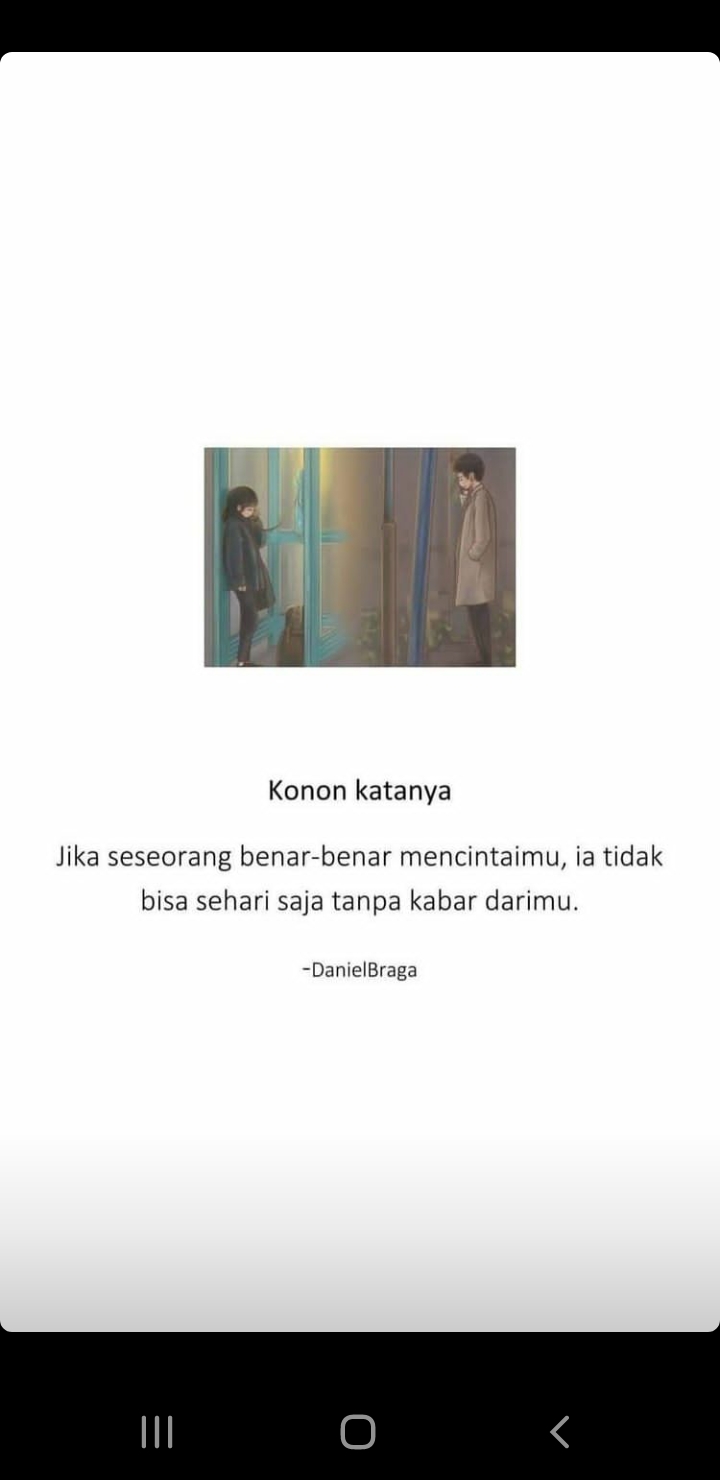 Konon katanya
Jika seseorang benar-benar mencintaimu, ia tidak
bisa sehari saja tanpa kabar darimu.
-DanielBraga